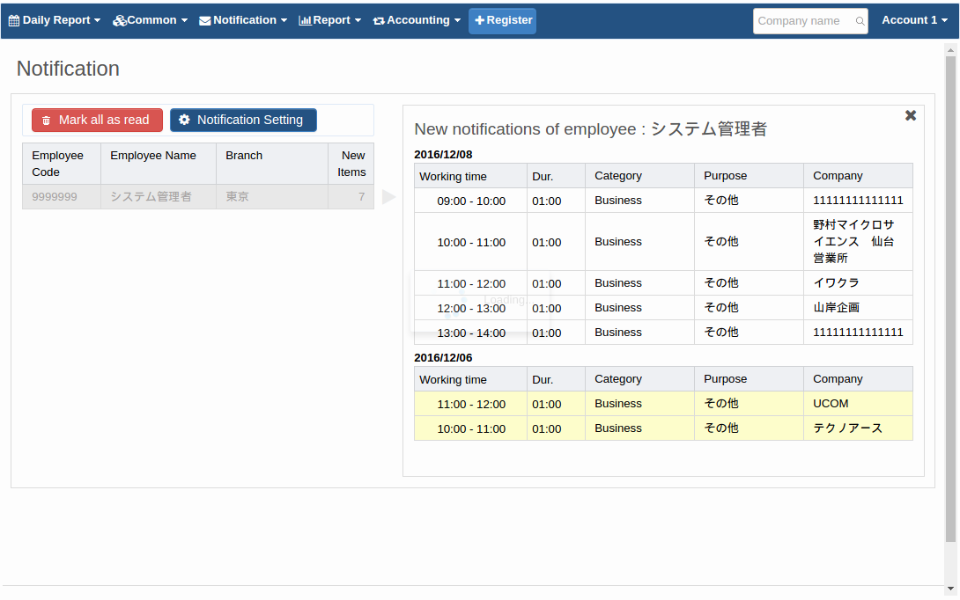 Daily Report Common Notification Report Accounting Register Company name Account 1
Notification
Mark all as read Notification Setting
Employee Code Employee Name Branch New Items
9999999 システム管理者 東京 7
New notifications of employee : システム管理者
2016/12/08
Working time Dur. Category Purpose Company
09:00 - 10:00 01:00 Business その他 11111111111111
10:00 - 11:00 01:00 Business その他 野村マイクロサイエンス　仙台営業所
11:00 - 12:00 01:00 Business その他 イワクラ
Loading.
12:00 - 13:00 01:00 Business その他 山岸企画
13:00 - 14:00 01:00 Business その他 11111111111111
2016/12/06
Working time Dur. Category Purpose Company
11:00 - 12:00 01:00 Business その他 UCOM
10:00 - 11:00 01:00 Business その他 テクノアース